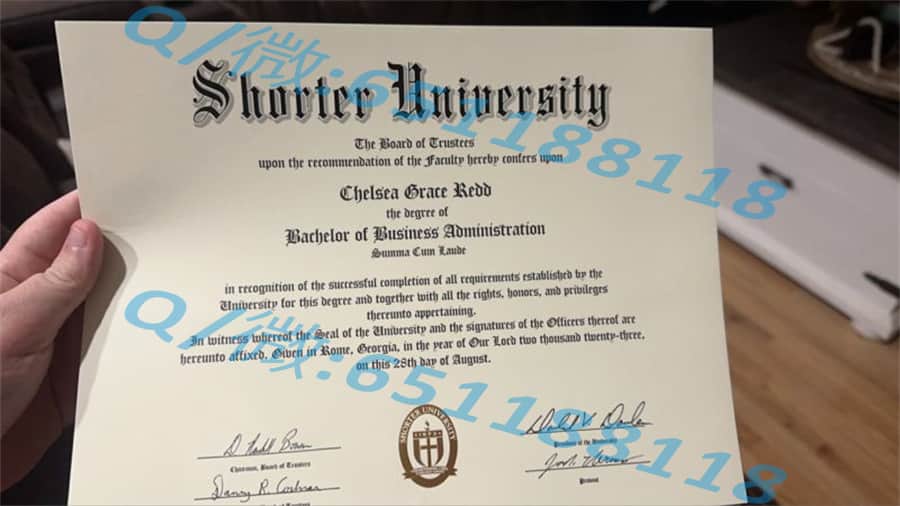 Q/微:651188118
Shorter University
The Board of Trustees
upon the recommendation of the Faculty hereby confers upon
Chelsea Grace Redd
the degree of
Bachelor of Business Administration
Summa Cum Laude
in recognition of the successful completion of all requirements established by the
University for this degree and together with all the rights, honors, and privileges
thereunto appertaining.
In witness whereof the Seal of the University and the signatures of the Officers thereof are
hereunto affixed, Given in Rome, Georgia, in the year of Our Lord two thousand twenty-three,
on this 28th day of August.
Q/微:651188118
Chairman, Board of Trustees
Danny R. Cochran
SHORTER UNIVERSITY
President of the University
Provost